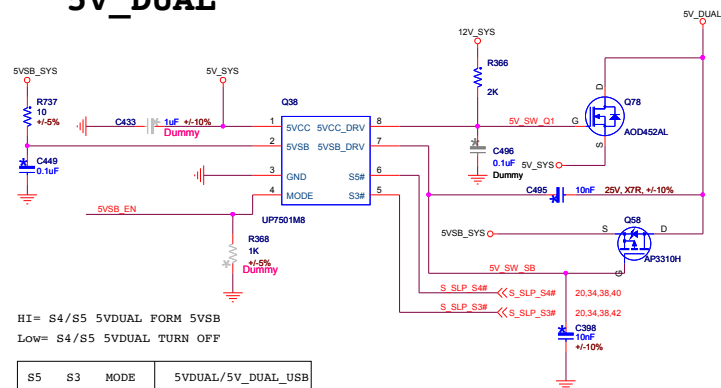 5V_DUAL
5V_DUAL
12V_SYS
5VSB_SYS
5V_SYS
R366
2K
R737
10
+/-5%
C433
1uF +/-10%
Dummy
Q38
1 5VCC 5VCC_DRV 8
2 5VSB 5VSB_DRV 7
3 GND S5# 6
4 MODE S3# 5
UP7501M8
5V_SW_Q1
D
G
S
Q78
AOD452AL
C449
0.1uF
C496
0.1uF
Dummy
5V_SYS
C495
10nF 25V, X7R, +/-10%
5VSB_EN
R368
1K
+/-5%
Dummy
5VSB_SYS
Q58
S
D
G
AP3310H
5V_SW_SB
S_SLP_S4# S_SLP_S4# 20,34,38,40
S_SLP_S3# S_SLP_S3# 20,34,38,42
C398
10nF
+/-10%
HI= S4/S5 5VDUAL FORM 5VSB
Low= S4/S5 5VDUAL TURN OFF
S5 S3 MODE 5VDUAL/5V_DUAL_USB